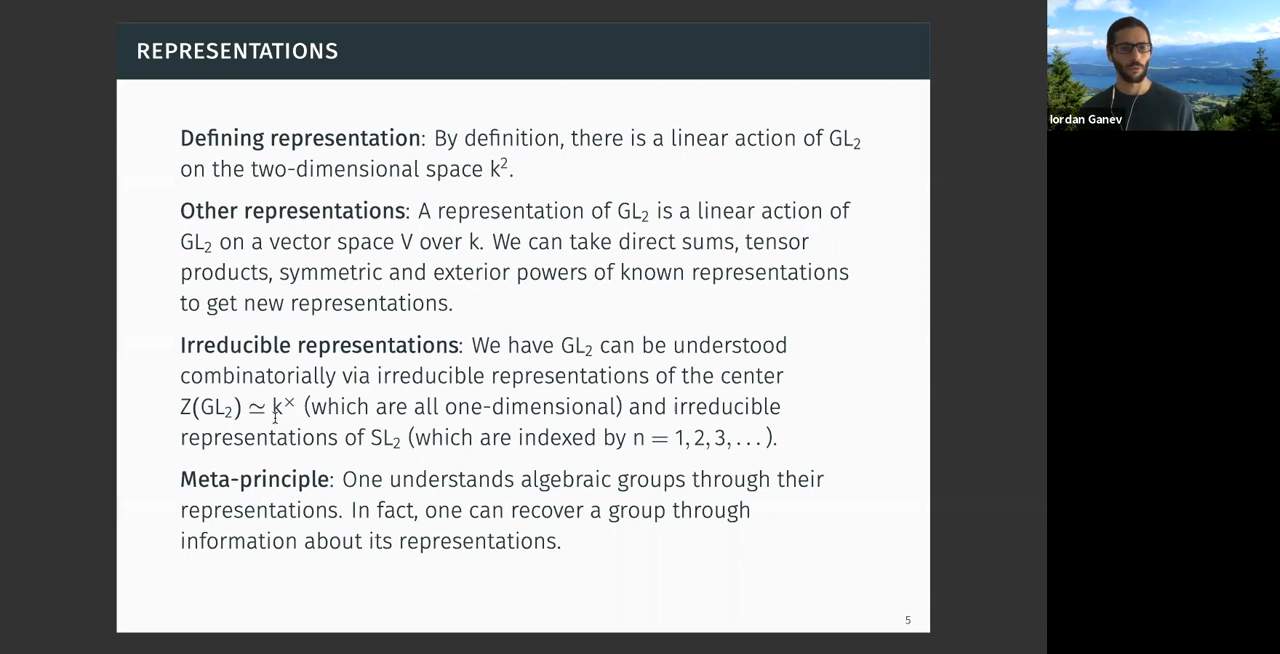 REPRESENTATIONS
Defining representation: By definition, there is a linear action of GL₂
on the two-dimensional space k².
Other representations: A representation of GL₂ is a linear action of
GL₂ on a vector space V over k. We can take direct sums, tensor
products, symmetric and exterior powers of known representations
to get new representations.
Irreducible representations: We have GL₂ can be understood
combinatorially via irreducible representations of the center
Z(GL₂) ≃ k× (which are all one-dimensional) and irreducible
representations of SL₂ (which are indexed by n = 1, 2, 3, . . . ).
Meta-principle: One understands algebraic groups through their
representations. In fact, one can recover a group through
information about its representations.
5
Iordan Ganev